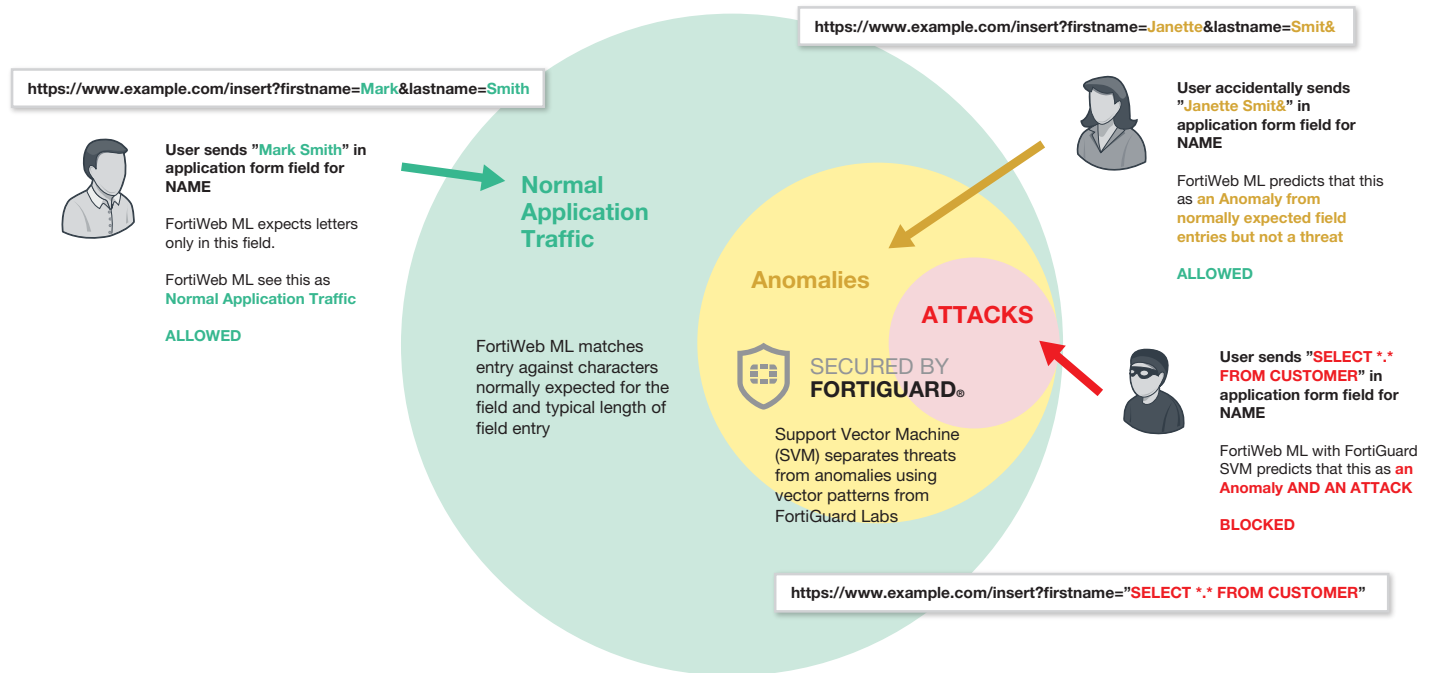 https://www.example.com/insert?firstname=Janette&lastname=Smit&
https://www.example.com/insert?firstname=Mark&lastname=Smith
User sends ”Mark Smith” in
application form field for
NAME
FortiWeb ML expects letters
only in this field.
FortiWeb ML see this as
Normal Application Traffic
ALLOWED
Normal
Application
Traffic
FortiWeb ML matches
entry against characters
normally expected for the
field and typical length of
field entry
Anomalies
ATTACKS
SECURED BY
FORTIGUARD®
Support Vector Machine
(SVM) separates threats
from anomalies using
vector patterns from
FortiGuard Labs
User accidentally sends
”Janette Smit&” in
application form field for
NAME
FortiWeb ML predicts that this
as an Anomaly from
normally expected field
entries but not a threat
ALLOWED
User sends ”SELECT *.*
FROM CUSTOMER” in
application form field for
NAME
FortiWeb ML with FortiGuard
SVM predicts that this as an
Anomaly AND AN ATTACK
BLOCKED
https://www.example.com/insert?firstname=”SELECT *.* FROM CUSTOMER”